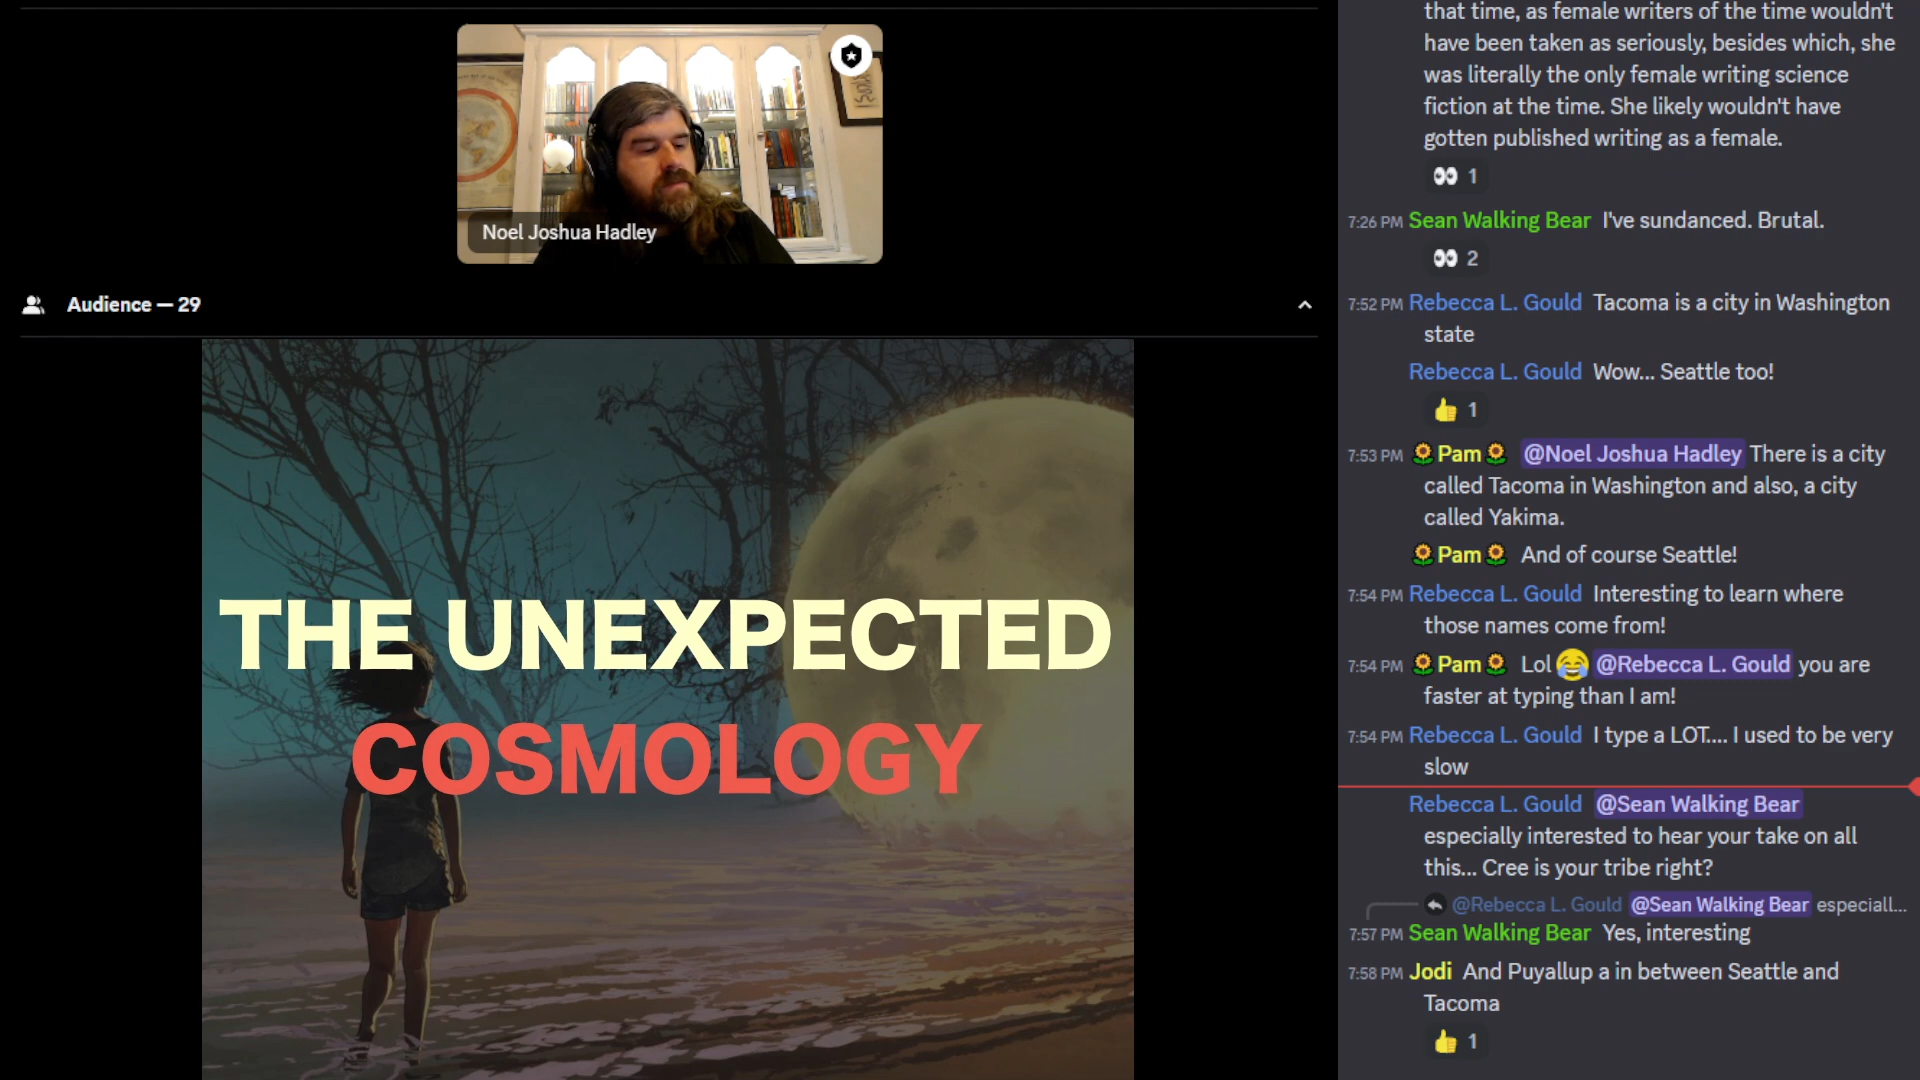 Noel Joshua Hadley
Audience — 29
THE UNEXPECTED
COSMOLOGY
that time, as female writers of the time wouldn't
have been taken as seriously, besides which, she
was literally the only female writing science
fiction at the time. She likely wouldn't have
gotten published writing as a female.
👀 1
7:26 PM Sean Walking Bear I've sundanced. Brutal.
👀 2
7:52 PM Rebecca L. Gould Tacoma is a city in Washington
state
Rebecca L. Gould Wow... Seattle too!
👍 1
7:53 PM 🌻Pam🌻 @Noel Joshua Hadley There is a city
called Tacoma in Washington and also, a city
called Yakima.
🌻Pam🌻 And of course Seattle!
7:54 PM Rebecca L. Gould Interesting to learn where
those names come from!
7:54 PM 🌻Pam🌻 Lol 😂 @Rebecca L. Gould you are
faster at typing than I am!
7:54 PM Rebecca L. Gould I type a LOT.... I used to be very
slow
Rebecca L. Gould @Sean Walking Bear
especially interested to hear your take on all
this... Cree is your tribe right?
@Rebecca L. Gould @Sean Walking Bear especiall...
7:57 PM Sean Walking Bear Yes, interesting
7:58 PM Jodi And Puyallup a in between Seattle and
Tacoma
👍 1